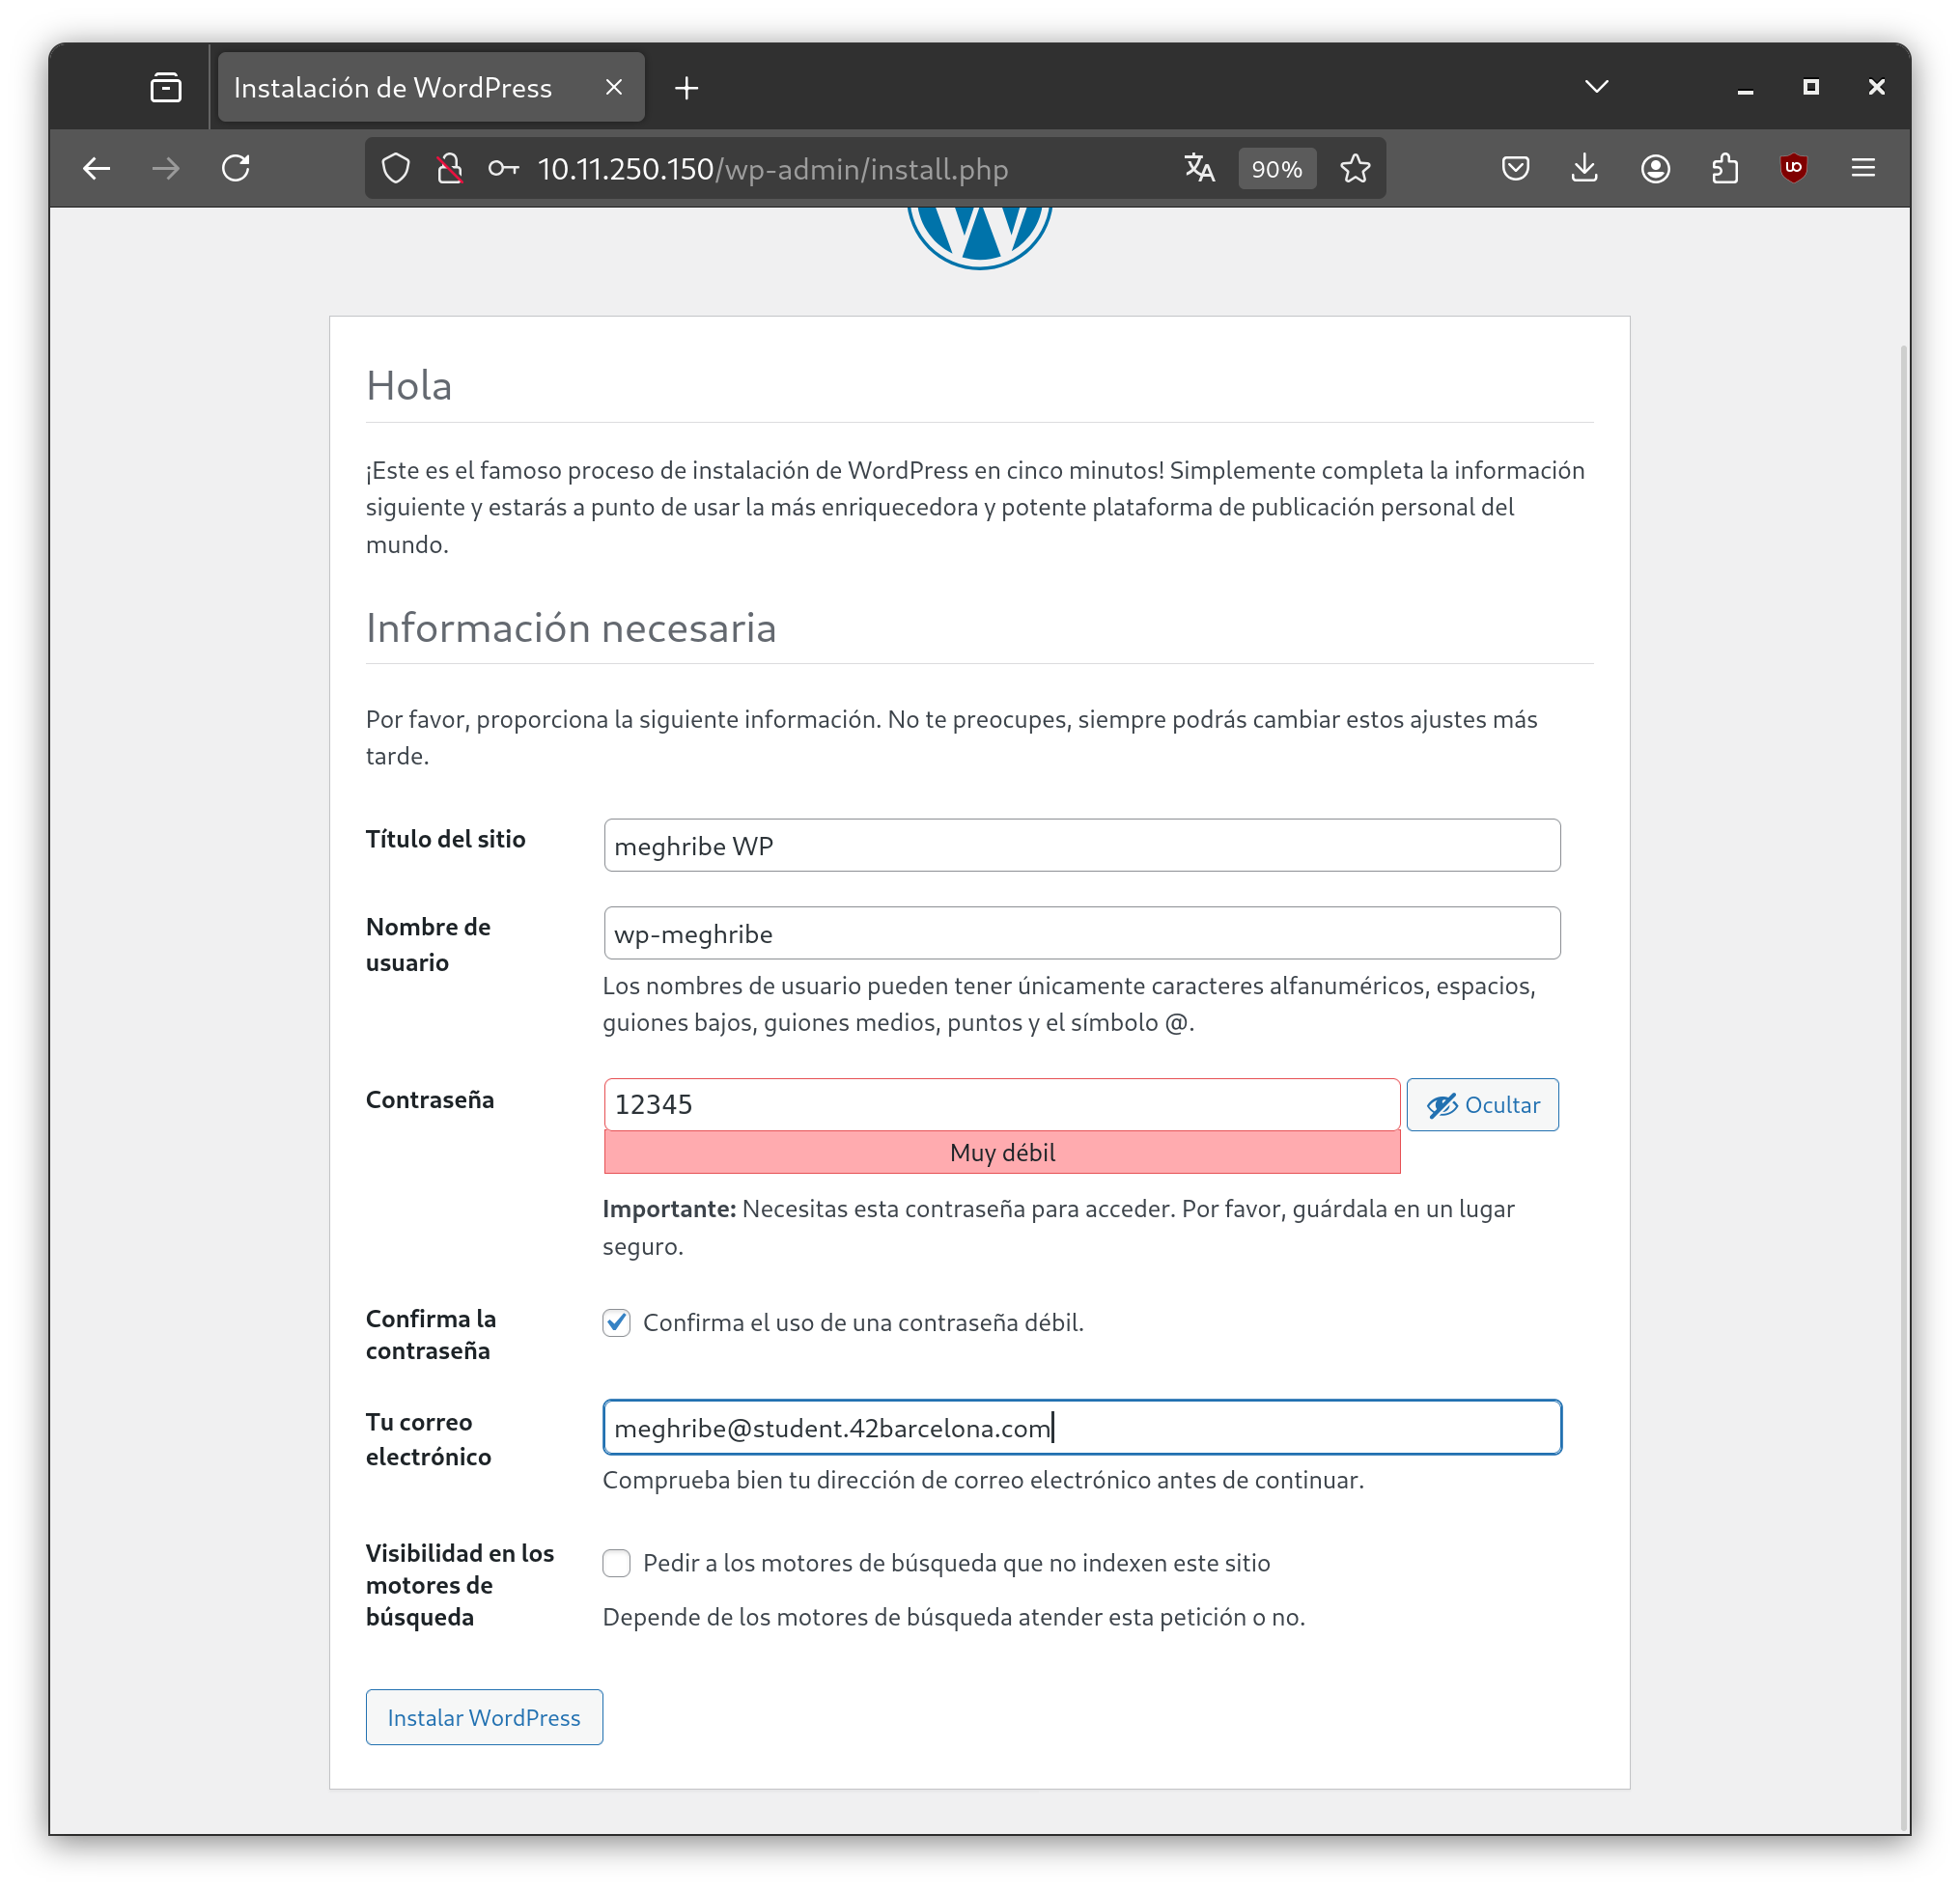 Instalación de WordPress
10.11.250.150/wp-admin/install.php
90%
Hola
¡Este es el famoso proceso de instalación de WordPress en cinco minutos! Simplemente completa la información
siguiente y estarás a punto de usar la más enriquecedora y potente plataforma de publicación personal del
mundo.
Información necesaria
Por favor, proporciona la siguiente información. No te preocupes, siempre podrás cambiar estos ajustes más
tarde.
Título del sitio
meghribe WP
Nombre de
usuario
wp-meghribe
Los nombres de usuario pueden tener únicamente caracteres alfanuméricos, espacios,
guiones bajos, guiones medios, puntos y el símbolo @.
Contraseña
12345
Ocultar
Muy débil
Importante: Necesitas esta contraseña para acceder. Por favor, guárdala en un lugar
seguro.
Confirma la
contraseña
Confirma el uso de una contraseña débil.
Tu correo
electrónico
meghribe@student.42barcelona.com
Comprueba bien tu dirección de correo electrónico antes de continuar.
Visibilidad en los
motores de
búsqueda
Pedir a los motores de búsqueda que no indexen este sitio
Depende de los motores de búsqueda atender esta petición o no.
Instalar WordPress